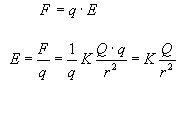 F = q · E
E = F/q = 1/q K Q · q/r² = K Q/r²